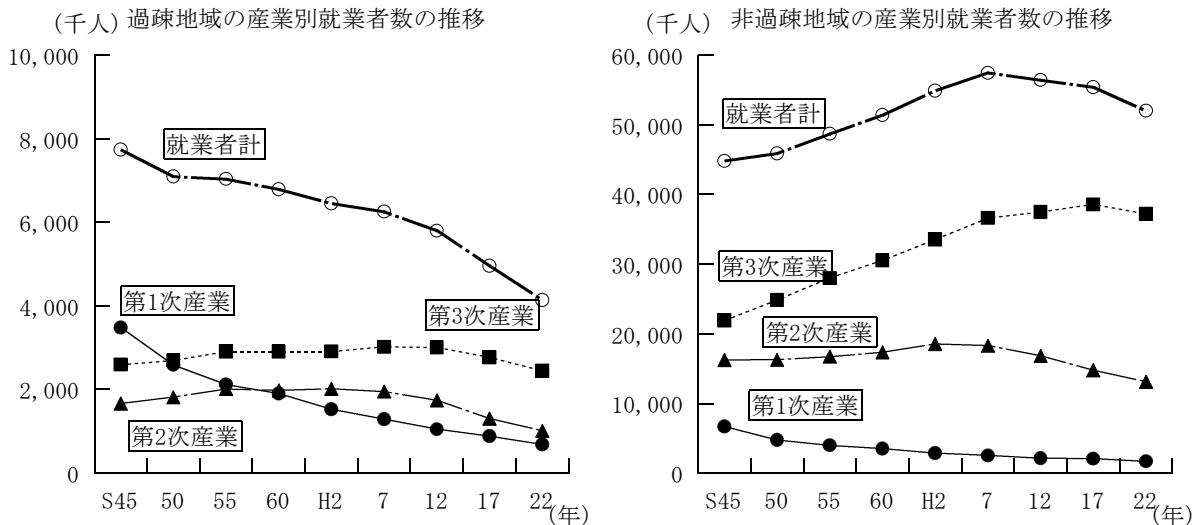 (千人) 過疎地域の産業別就業者数の推移
10,000
8,000
6,000
4,000
2,000
0
就業者計
第1次産業
第3次産業
第2次産業
S45 50 55 60 H2 7 12 17 22 (年)
(千人) 非過疎地域の産業別就業者数の推移
60,000
50,000
40,000
30,000
20,000
10,000
0
就業者計
第3次産業
第2次産業
第1次産業
S45 50 55 60 H2 7 12 17 22 (年)